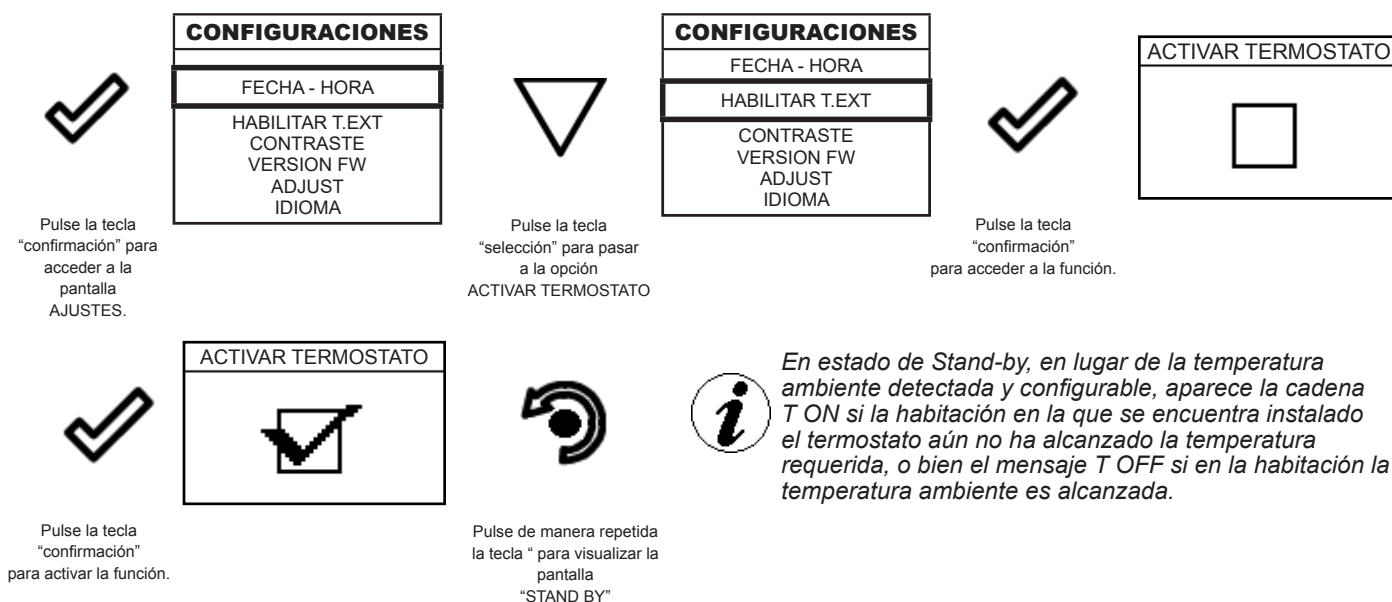 CONFIGURACIONES
FECHA - HORA
HABILITAR T.EXT
CONTRASTE
VERSION FW
ADJUST
IDIOMA
Pulse la tecla
“confirmación” para
acceder a la
pantalla
AJUSTES.
Pulse la tecla
“selección” para pasar
a la opción
ACTIVAR TERMOSTATO
CONFIGURACIONES
FECHA - HORA
HABILITAR T.EXT
CONTRASTE
VERSION FW
ADJUST
IDIOMA
Pulse la tecla
“confirmación”
para acceder a la función.
ACTIVAR TERMOSTATO
Pulse la tecla
“confirmación”
para activar la función.
ACTIVAR TERMOSTATO
Pulse de manera repetida
la tecla “ para visualizar la
pantalla
“STAND BY”
i
En estado de Stand-by, en lugar de la temperatura
ambiente detectada y configurable, aparece la cadena
T ON si la habitación en la que se encuentra instalado
el termostato aún no ha alcanzado la temperatura
requerida, o bien el mensaje T OFF si en la habitación la
temperatura ambiente es alcanzada.